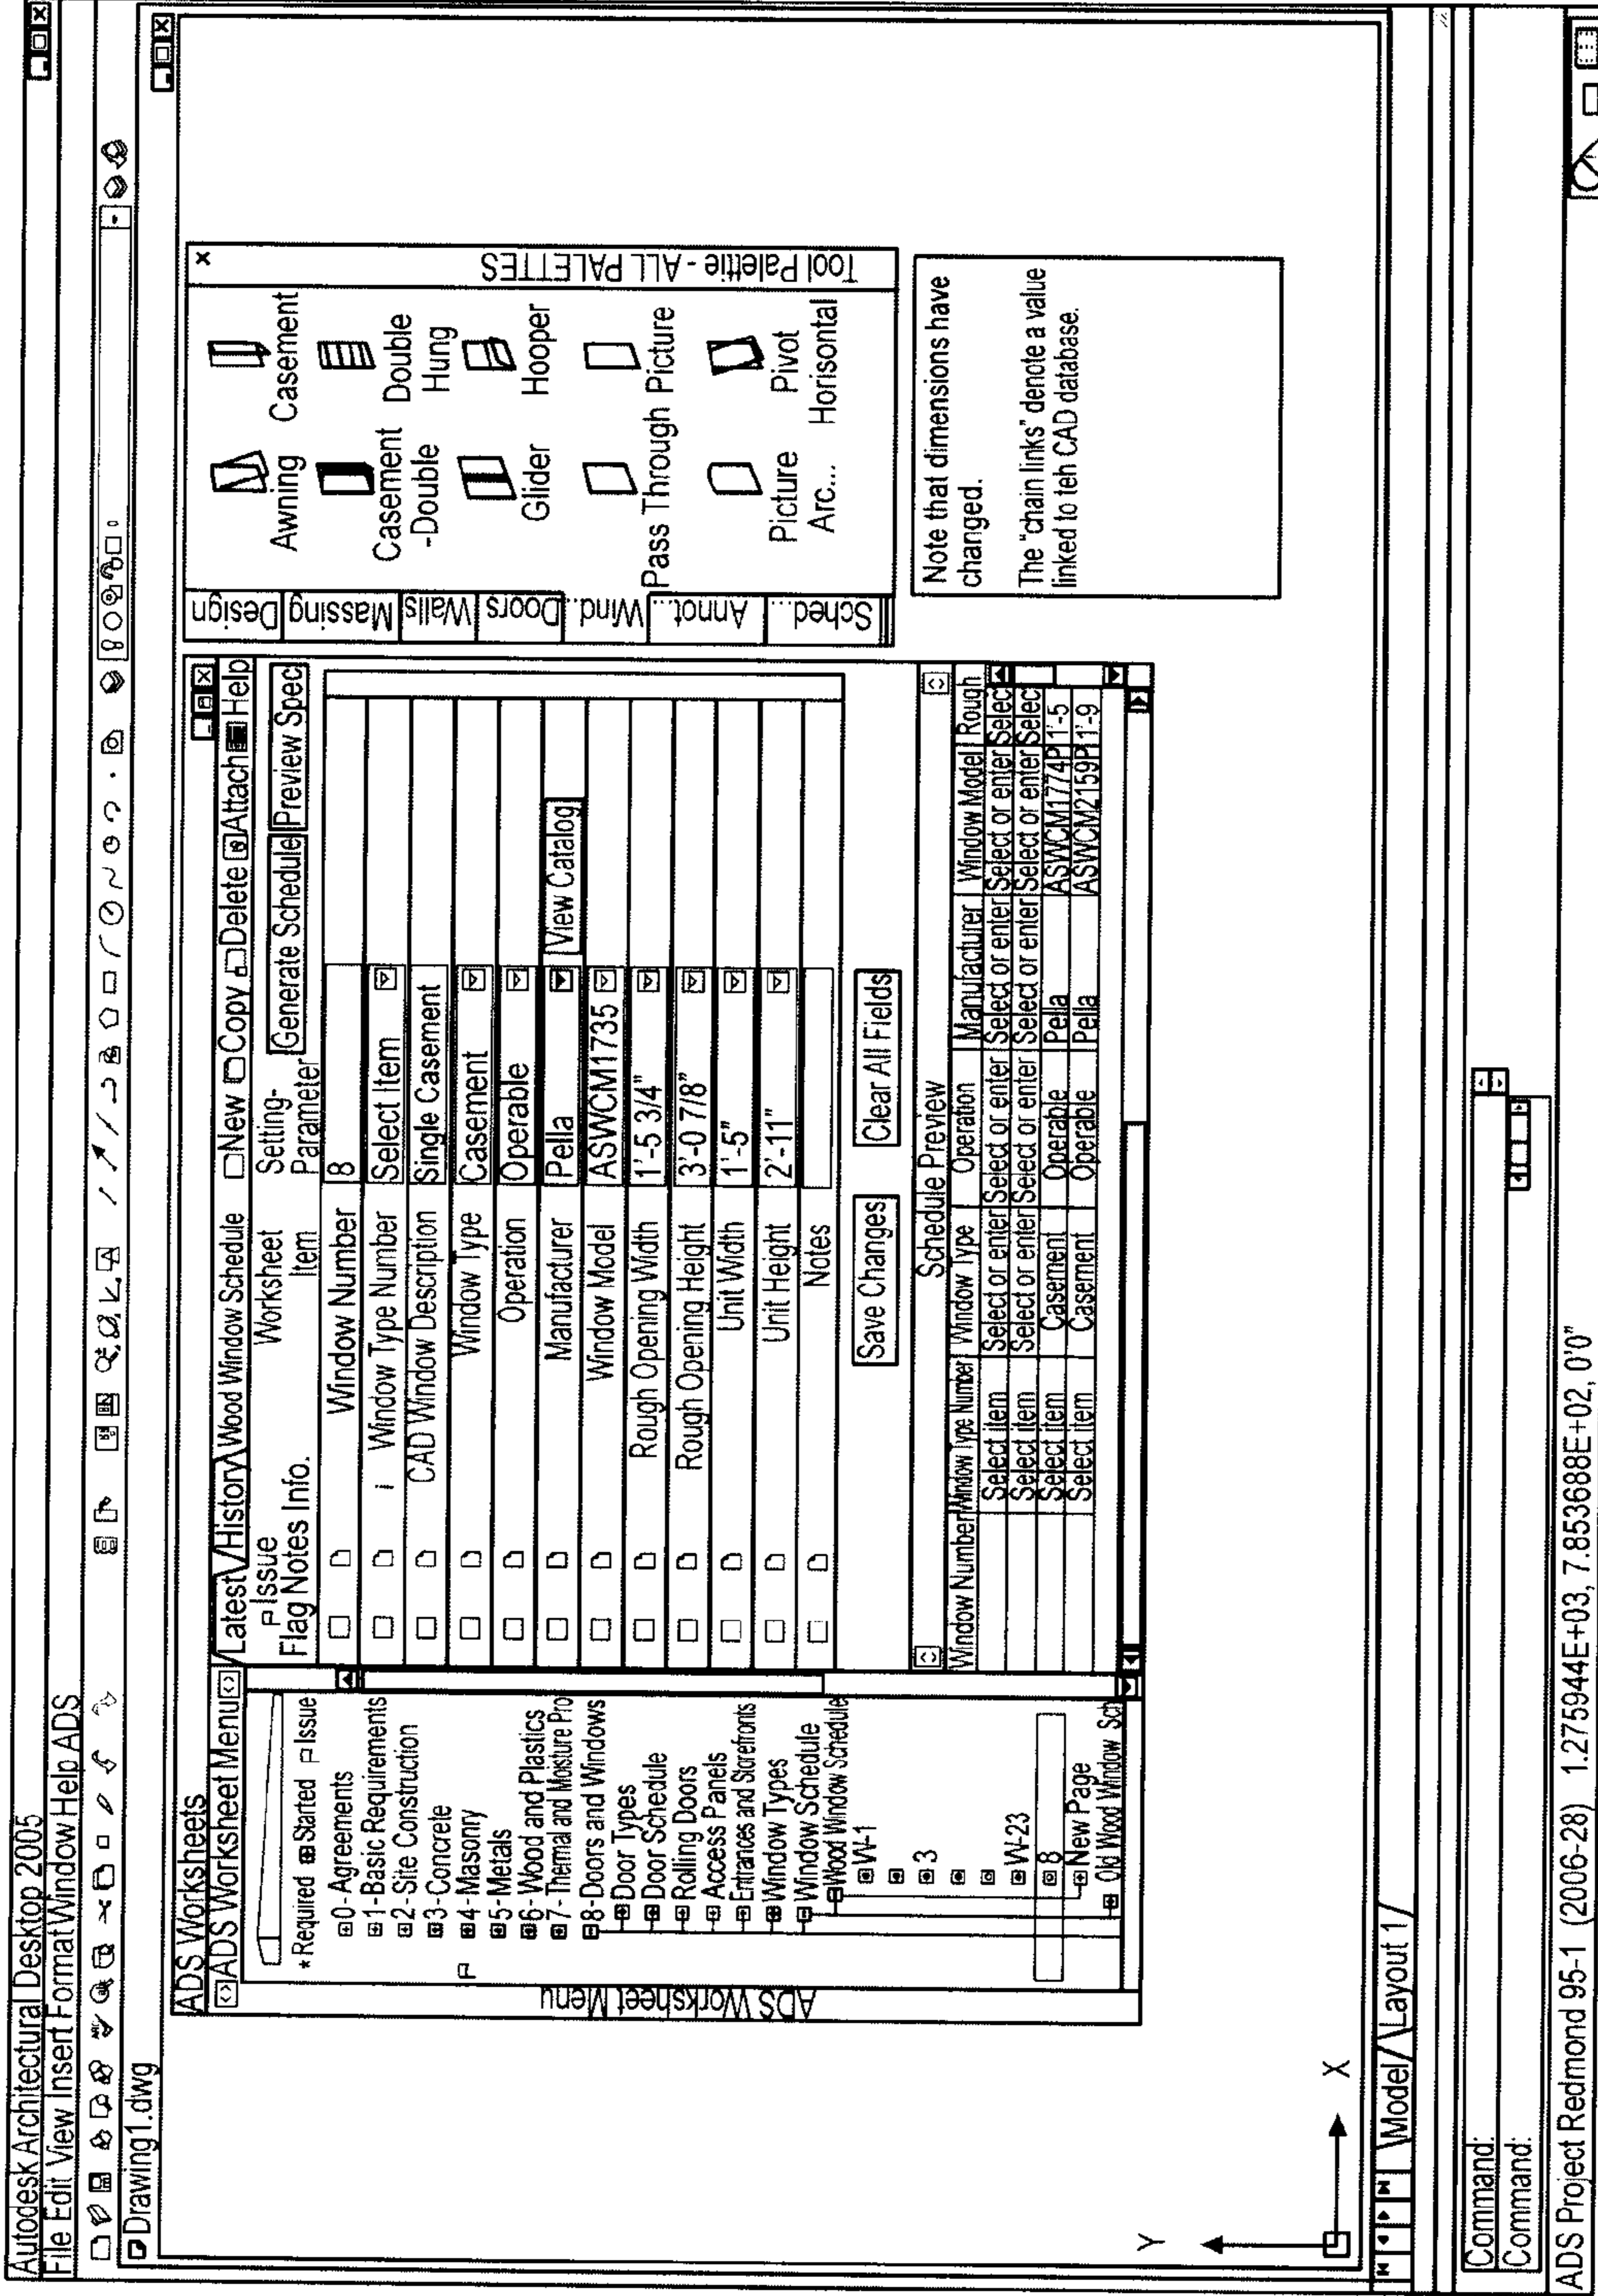 Autodesk Architectural Desktop 2005
File Edit View Insert Format Window Help ADS
Drawing1.dwg
ADS Worksheets
ADS Worksheet Menu
ADS Worksheet Menu
*Required Started Issue
0 - Agreements
1 - Basic Requirements
2 - Site Construction
3 - Concrete
4 - Masonry
5 - Metals
6 - Wood and Plastics
7 - Thermal and Moisture Pro
8 - Doors and Windows
Door Types
Door Schedule
Rolling Doors
Access Panels
Entrances and Storefronts
Window Types
Window Schedule
Wood Window Schedule
W-1
3
W-23
8
New Page
Old Wood Window Sch
Latest History Wood Window Schedule New Copy Delete Attach Help
Issue Worksheet Setting- Generate Schedule Preview Spec
Flag Notes Info. Item Parameter
Window Number 8
! Window Type Number Select Item
CAD Window Description Single Casement
Window Type Casement
Operation Operable
Manufacturer Pella View Catalog
Window Model ASWCM1735
Rough Opening Width 1'-5 3/4"
Rough Opening Height 3'-0 7/8"
Unit Width 1'-5"
Unit Height 2'-11"
Notes
Save Changes Clear All Fields
Schedule Preview
Window Number Window Type Number Window Type Operation Manufacturer Window Model Rough
Select item Select or enter Select or enter Select or enter Select or enter Selec
Select item Select or enter Select or enter Select or enter Select or enter Selec
Select item Casement Operable Pella ASWCM1774P 1'-5
Select item Casement Operable Pella ASWCM2159P 1'-9
Design
Massing
Walls
Doors
Wind...
Annot...
Sched...
Awning Casement
Casement Double
-Double Hung
Glider Hooper
Pass Through Picture
Picture Pivot
Arc... Horisontal
Tool Palettie - ALL PALETTES
Note that dimensions have
changed.
The "chain links" denote a value
linked to teh CAD database.
Y
X
Model Layout 1
Command:
Command:
ADS Project Redmond 95-1 (2006-28) 1.275944E+03, 7.853688E+02, 0'0"